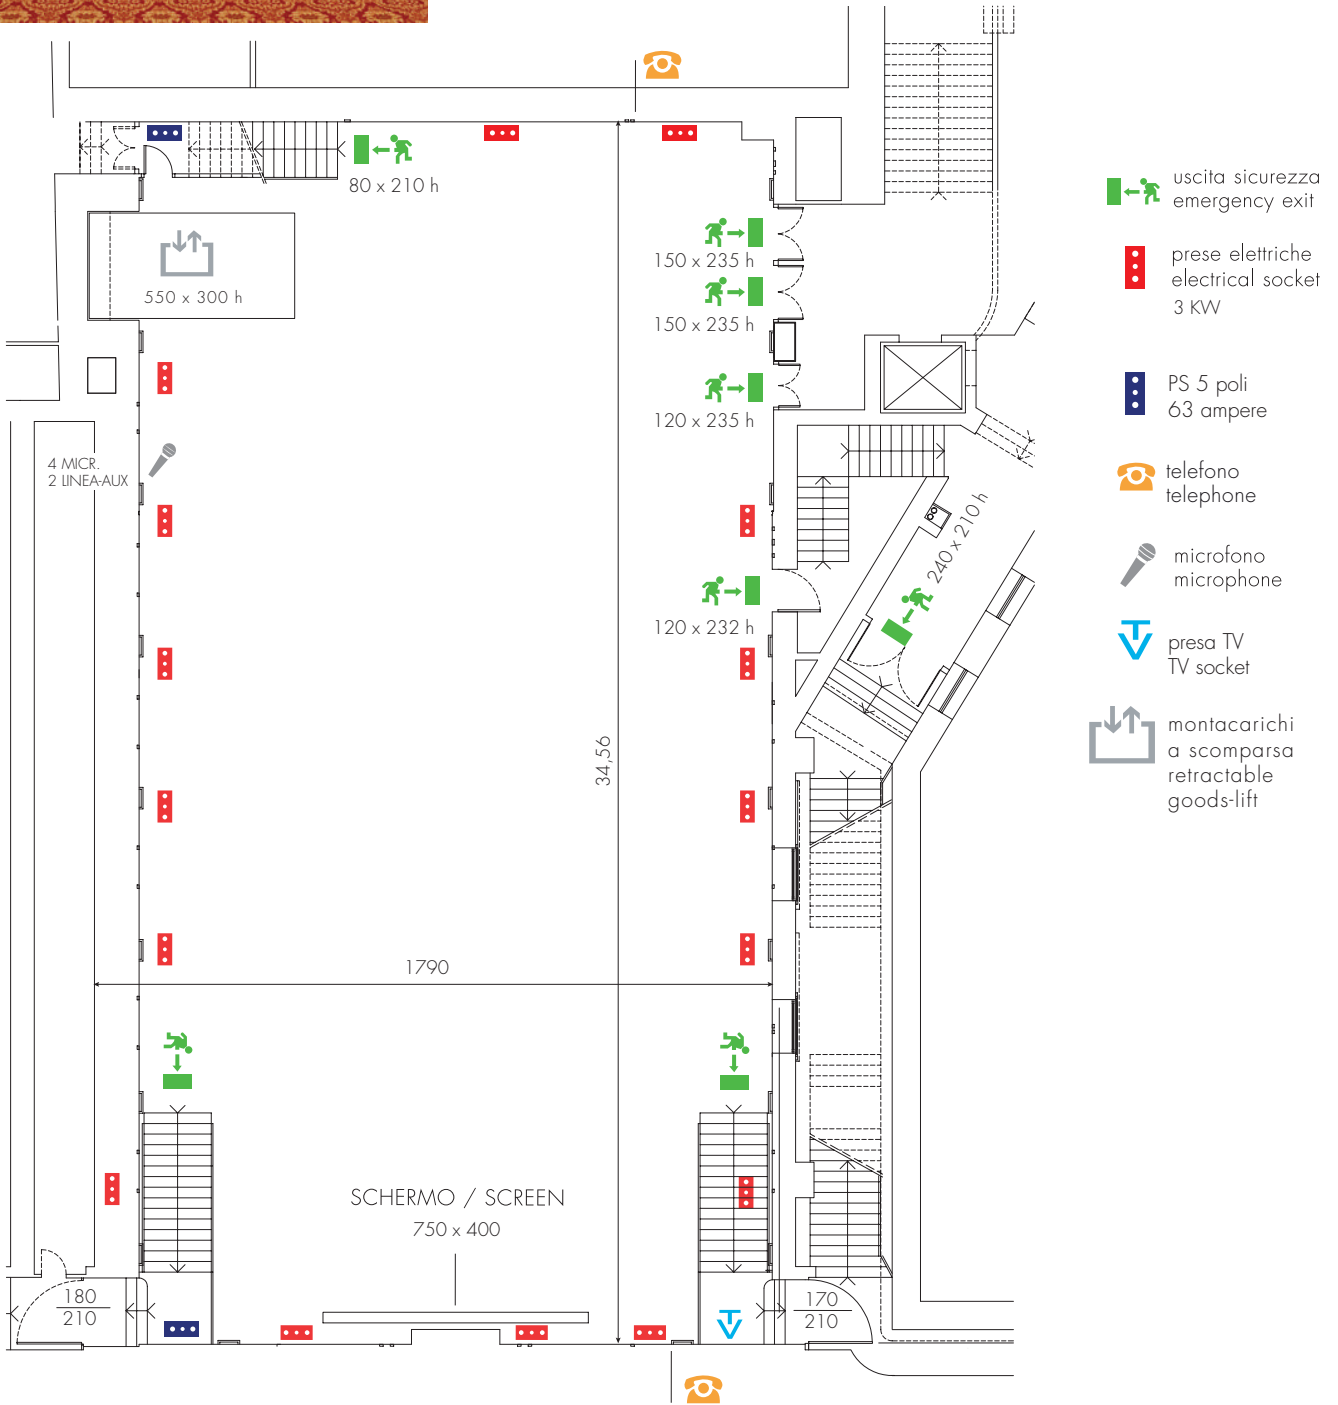 80 x 210 h
150 x 235 h
550 x 300 h
150 x 235 h
120 x 235 h
4 MICR.
2 LINEA-AUX
240 x 210 h
120 x 232 h
34,56
1790
SCHERMO / SCREEN
750 x 400
180
210
170
210
uscita sicurezza
emergency exit
prese elettriche
electrical socket
3 KW
PS 5 poli
63 ampere
telefono
telephone
microfono
microphone
presa TV
TV socket
montacarichi
a scomparsa
retractable
goods-lift